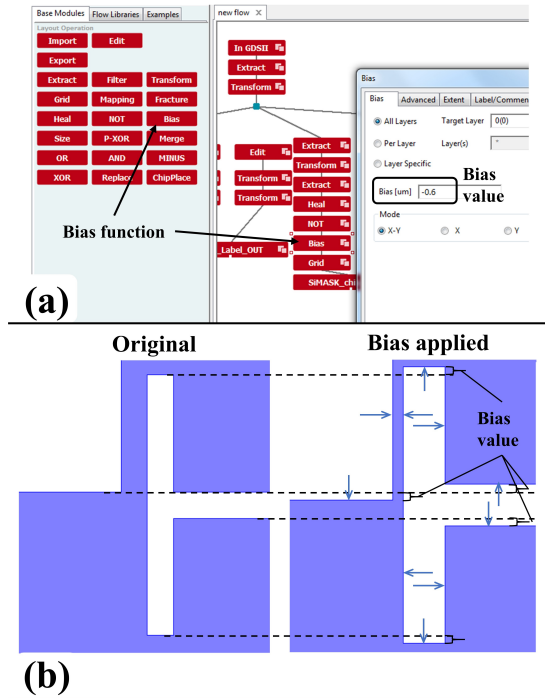 Base Modules Flow Libraries Examples
Layout Operation
Import Edit
Export
Extract Filter Transform
Grid Mapping Fracture
Heal NOT Bias
Size P-XOR Merge
OR AND MINUS
XOR Replace ChipPlace
Bias function
(a)
new flow X
In GDSII
Extract
Transform
Edit
Transform
Transform
_Label_OUT
Extract
Transform
Extract
Heal
NOT
Bias
Grid
SiMASK_chi
Bias
Bias Advanced Extent Label/Commen
All Layers Target Layer 0(0)
Per Layer Layer(s) *
Layer Specific
Bias [um] -0.6
Bias
value
Mode
X-Y X Y
Original Bias applied
Bias
value
(b)